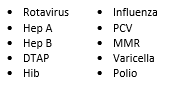 • Rotavirus
• Hep A
• Hep B
• DTAP
• Hib
• Influenza
• PCV
• MMR
• Varicella
• Polio